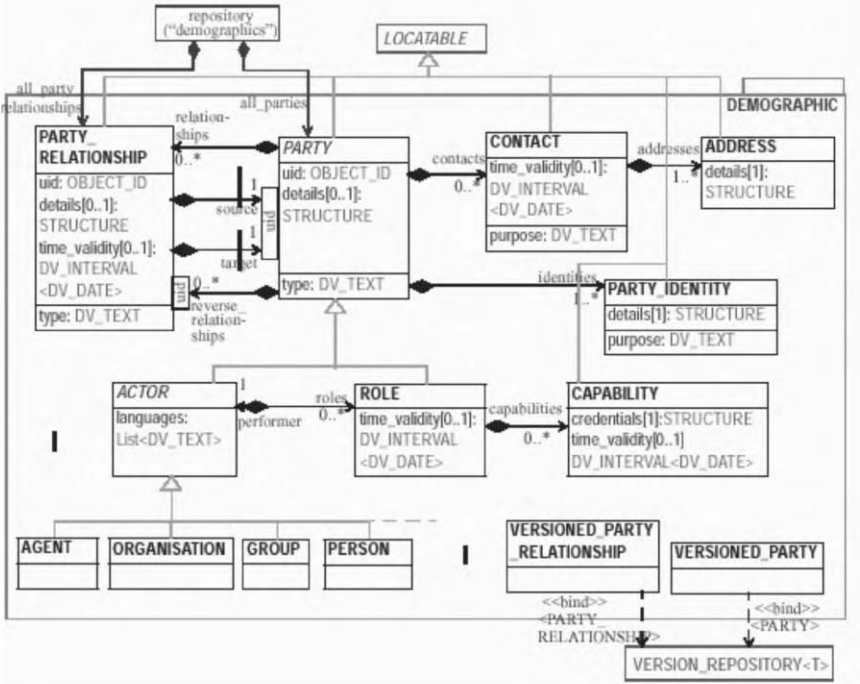 repository
("demographics")
LOCATABLE
all_party
relationships
all_parties
DEMOGRAPHIC
PARTY_
RELATIONSHIP
uid: OBJECT_ID
details[0..1]:
STRUCTURE
time_validity[0..1]:
DV_INTERVAL
<DV_DATE>
type: DV_TEXT
relation-
ships
0..*
1
source
1
target
uid
uid
0..*
reverse_
relation-
ships
PARTY
uid: OBJECT_ID
details[0..1]:
STRUCTURE
type: DV_TEXT
contacts
0..*
CONTACT
time_validity[0..1]:
DV_INTERVAL
<DV_DATE>
purpose: DV_TEXT
addresses
1..*
ADDRESS
details[1]:
STRUCTURE
identities
1..*
PARTY_IDENTITY
details[1]: STRUCTURE
purpose: DV_TEXT
ACTOR
languages:
List<DV_TEXT>
1
performer
roles
0..*
ROLE
time_validity[0..1]:
DV_INTERVAL
<DV_DATE>
capabilities
0..*
CAPABILITY
credentials[1]:STRUCTURE
time_validity[0..1]
DV_INTERVAL<DV_DATE>
AGENT
ORGANISATION
GROUP
PERSON
VERSIONED_PARTY
_RELATIONSHIP
VERSIONED_PARTY
<<bind>>
<PARTY_
RELATIONSHIP>
<<bind>>
<PARTY>
VERSION_REPOSITORY<T>